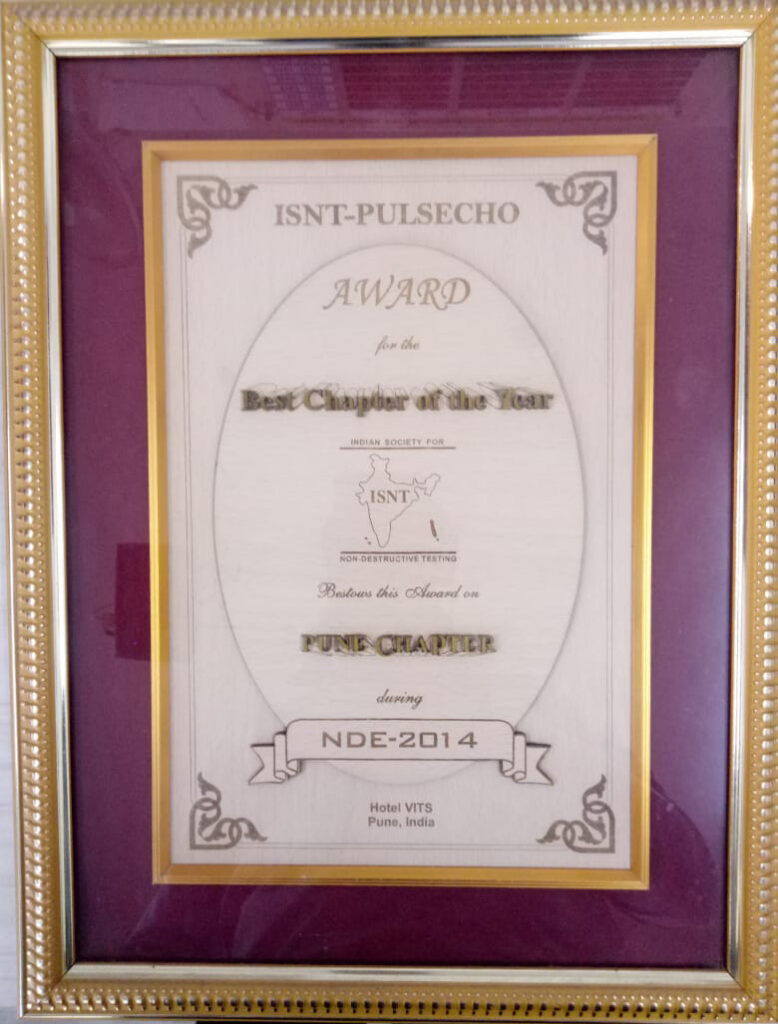 ISNT-PULSECHO
AWARD
for the
Best Chapter of the Year
INDIAN SOCIETY FOR
ISNT
NON-DESTRUCTIVE TESTING
Bestows this Award on
PUNE CHAPTER
during
NDE-2014
Hotel VITS
Pune, India